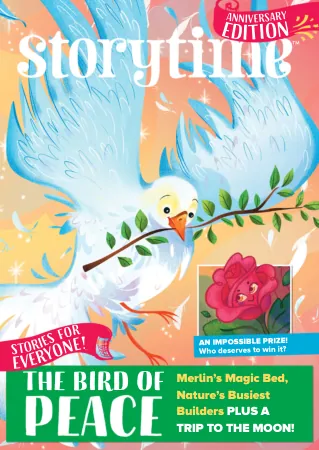 ANNIVERSARY
EDITION
storytime™
AN IMPOSSIBLE PRIZE!
Who deserves to win it?
STORIES FOR
EVERYONE!
THE BIRD OF
PEACE
Merlin's Magic Bed,
Nature's Busiest
Builders PLUS A
TRIP TO THE MOON!